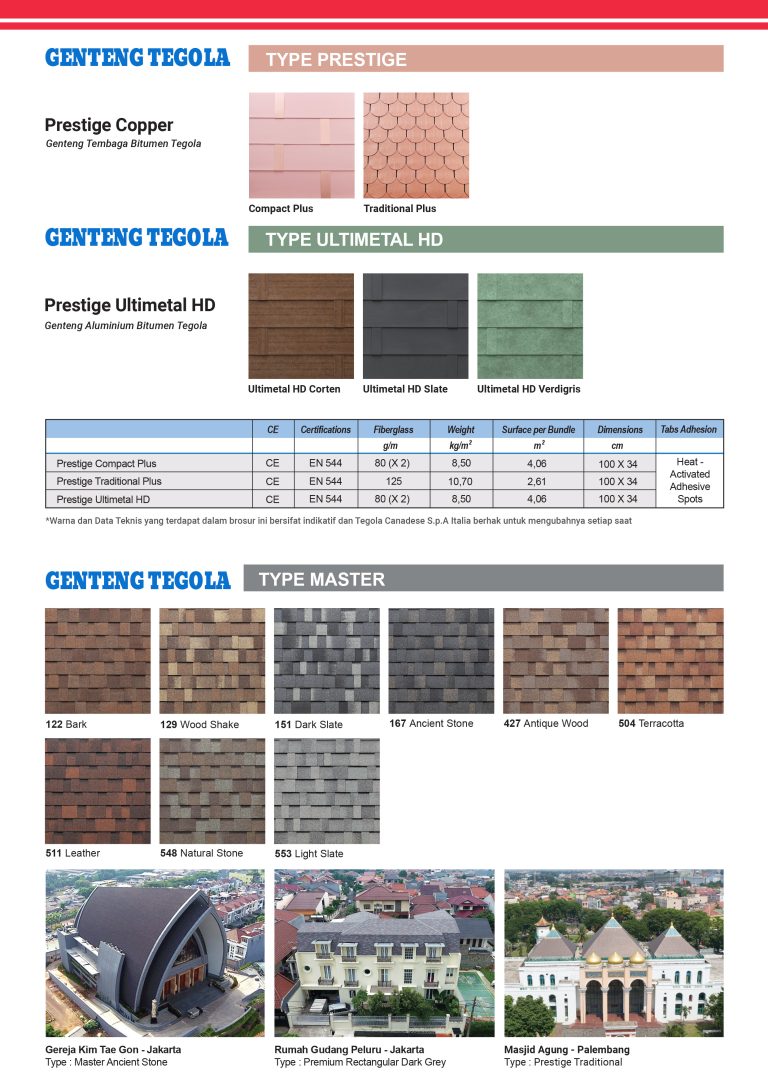 GENTENG TEGOLA
TYPE PRESTIGE
Prestige Copper
Genteng Tembaga Bitumen Tegola
Compact Plus
Traditional Plus
GENTENG TEGOLA
TYPE ULTIMETAL HD
Prestige Ultimetal HD
Genteng Aluminium Bitumen Tegola
Ultimetal HD Corten
Ultimetal HD Slate
Ultimetal HD Verdigris
CE Certifications Fiberglass Weight Surface per Bundle Dimensions Tabs Adhesion
g/m kg/m² m² cm
Prestige Compact Plus CE EN 544 80 (X 2) 8,50 4,06 100 X 34
Prestige Traditional Plus CE EN 544 125 10,70 2,61 100 X 34
Prestige Ultimetal HD CE EN 544 80 (X 2) 8,50 4,06 100 X 34
Heat -
Activated
Adhesive
Spots
*Warna dan Data Teknis yang terdapat dalam brosur ini bersifat indikatif dan Tegola Canadese S.p.A Italia berhak untuk mengubahnya setiap saat
GENTENG TEGOLA
TYPE MASTER
122 Bark
129 Wood Shake
151 Dark Slate
167 Ancient Stone
427 Antique Wood
504 Terracotta
511 Leather
548 Natural Stone
553 Light Slate
Gereja Kim Tae Gon - Jakarta
Type : Master Ancient Stone
Rumah Gudang Peluru - Jakarta
Type : Premium Rectangular Dark Grey
Masjid Agung - Palembang
Type : Prestige Traditional